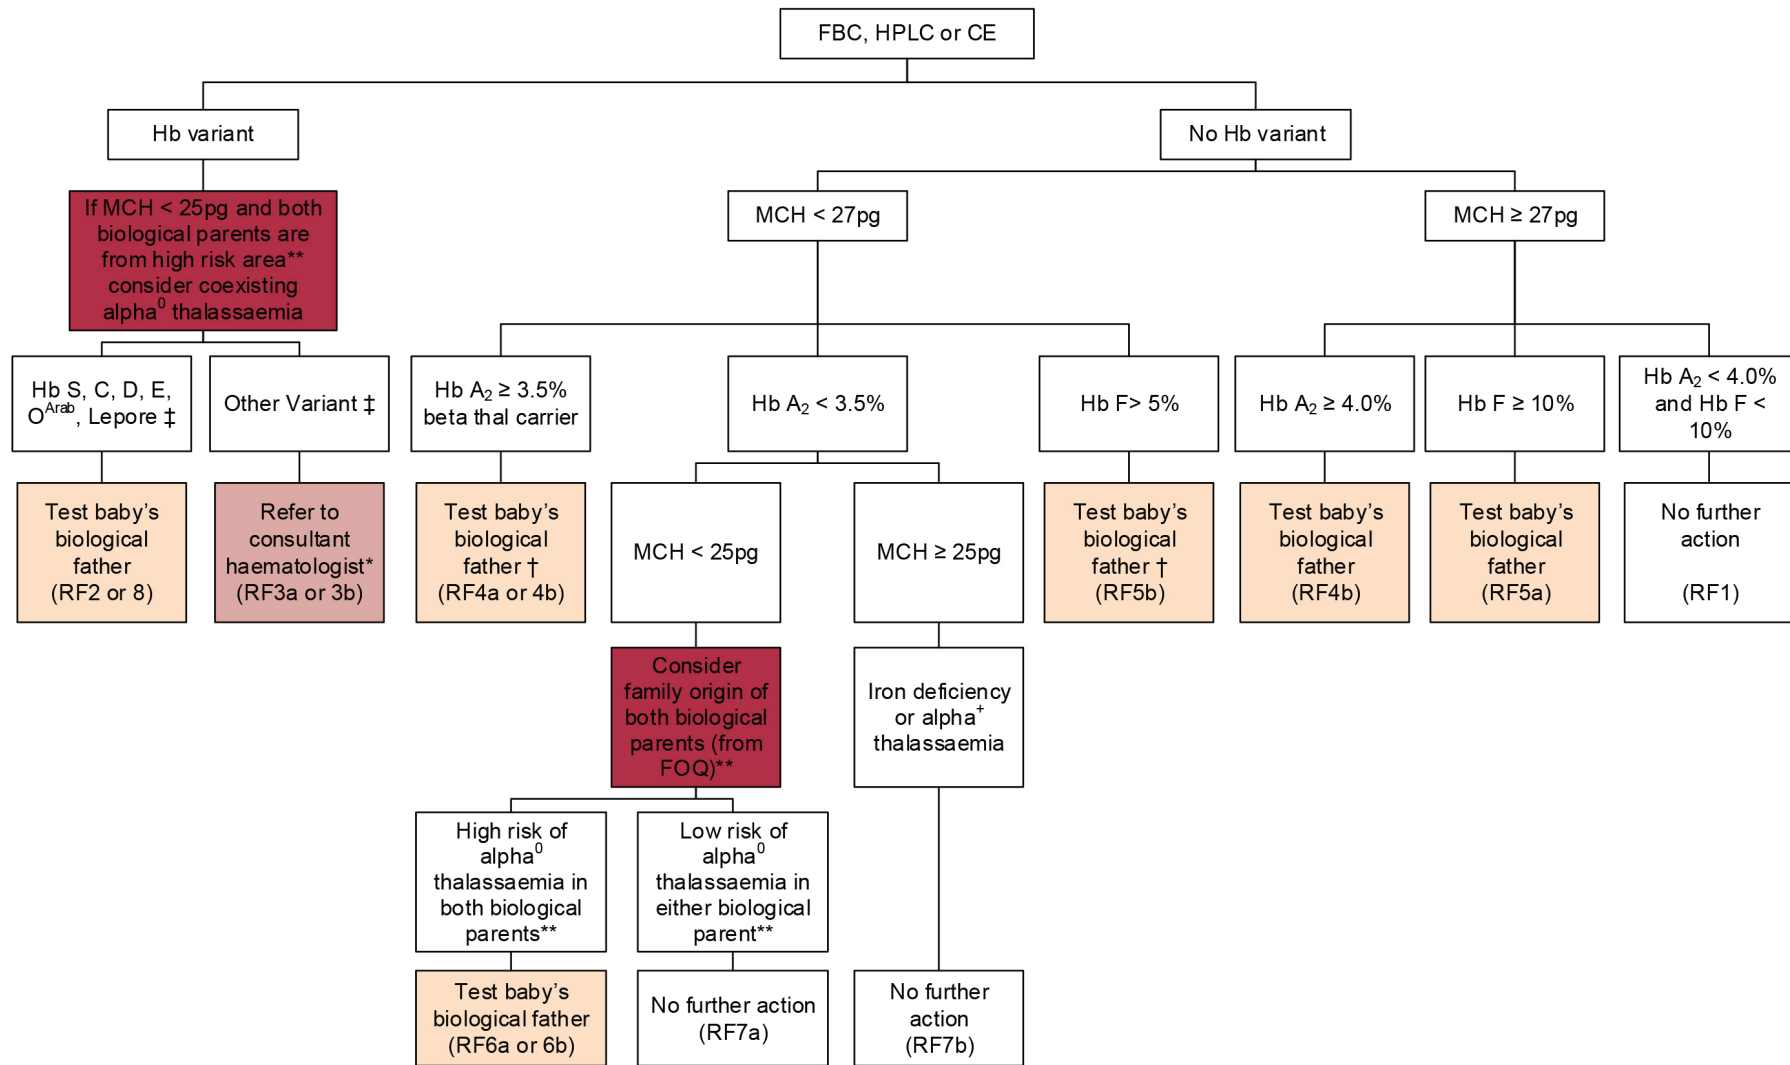 FBC, HPLC or CE
Hb variant
No Hb variant
If MCH < 25pg and both
biological parents are
from high risk area**
consider coexisting
alpha⁰ thalassaemia
MCH < 27pg
MCH ≥ 27pg
Hb S, C, D, E,
O^Arab, Lepore ‡
Other Variant ‡
Hb A₂ ≥ 3.5%
beta thal carrier
Hb A₂ < 3.5%
Hb F> 5%
Hb A₂ ≥ 4.0%
Hb F ≥ 10%
Hb A₂ < 4.0%
and Hb F <
10%
Test baby’s
biological
father
(RF2 or 8)
Refer to
consultant
haematologist*
(RF3a or 3b)
Test baby’s
biological
father †
(RF4a or 4b)
MCH < 25pg
MCH ≥ 25pg
Test baby’s
biological
father †
(RF5b)
Test baby’s
biological
father
(RF4b)
Test baby’s
biological
father
(RF5a)
No further
action
(RF1)
Consider
family origin of
both biological
parents (from
FOQ)**
Iron deficiency
or alpha⁺
thalassaemia
High risk of
alpha⁰
thalassaemia in
both biological
parents**
Low risk of
alpha⁰
thalassaemia in
either biological
parent**
Test baby’s
biological father
(RF6a or 6b)
No further action
(RF7a)
No further
action
(RF7b)